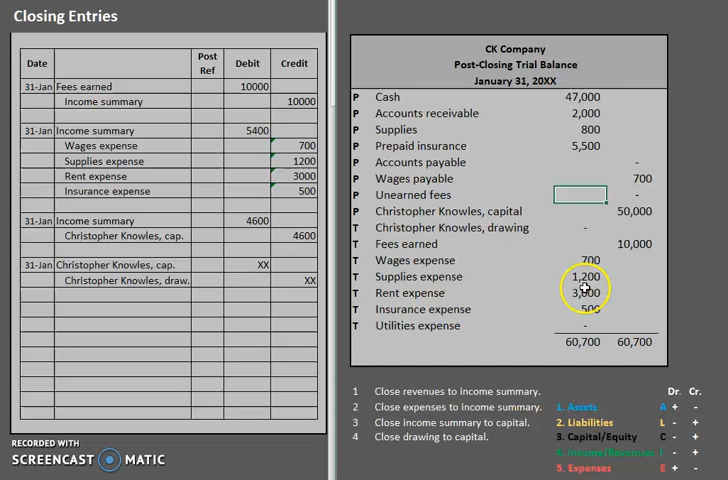 Closing Entries
Date Post Ref Debit Credit
31-Jan Fees earned 10000
Income summary 10000
31-Jan Income summary 5400
Wages expense 700
Supplies expense 1200
Rent expense 3000
Insurance expense 500
31-Jan Income summary 4600
Christopher Knowles, cap. 4600
31-Jan Christopher Knowles, cap. XX
Christopher Knowles, draw. XX
RECORDED WITH
SCREENCAST MATIC
CK Company
Post-Closing Trial Balance
January 31, 20XX
P Cash 47,000
P Accounts receivable 2,000
P Supplies 800
P Prepaid insurance 5,500
P Accounts payable -
P Wages payable 700
P Unearned fees -
P Christopher Knowles, capital 50,000
T Christopher Knowles, drawing -
T Fees earned 10,000
T Wages expense 700
T Supplies expense 1,200
T Rent expense 3,000
T Insurance expense 500
T Utilities expense -
60,700 60,700
1 Close revenues to income summary.
2 Close expenses to income summary.
3 Close income summary to capital.
4 Close drawing to capital.
Dr. Cr.
1. Assets A + -
2. Liabilities L - +
3. Capital/Equity C - +
4. Income/Revenues I - +
5. Expenses E + -